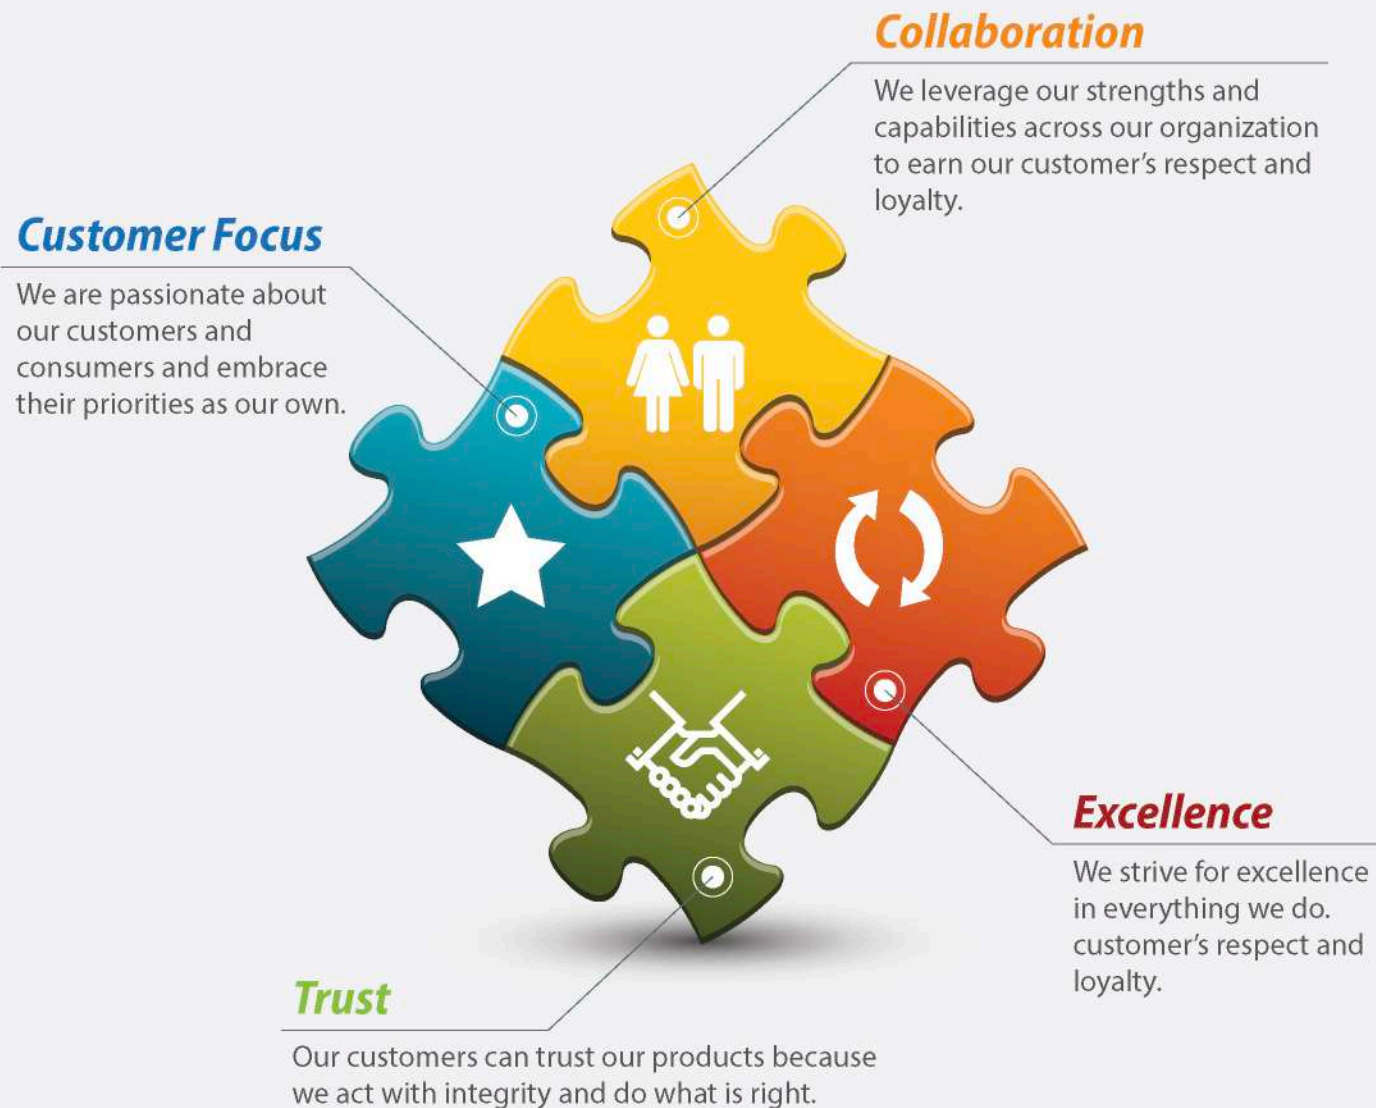 Collaboration
We leverage our strengths and
capabilities across our organization
to earn our customer’s respect and
loyalty.
Customer Focus
We are passionate about
our customers and
consumers and embrace
their priorities as our own.
Excellence
We strive for excellence
in everything we do.
customer’s respect and
loyalty.
Trust
Our customers can trust our products because
we act with integrity and do what is right.